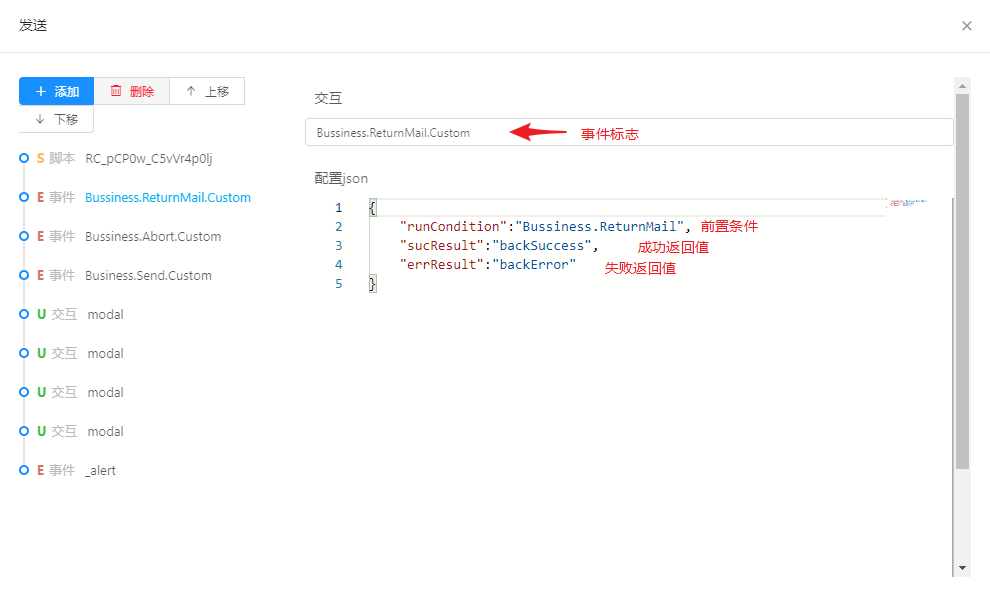 发送
添加 删除 上移
下移
S 脚本 RC_pCP0w_C5vVr4p0lj
E 事件 Bussiness.ReturnMail.Custom
E 事件 Bussiness.Abort.Custom
E 事件 Business.Send.Custom
U 交互 modal
U 交互 modal
U 交互 modal
U 交互 modal
E 事件 _alert
交互
Bussiness.ReturnMail.Custom 事件标志
配置json
1 {
2 "runCondition":"Bussiness.ReturnMail", 前置条件
3 "sucResult":"backSuccess", 成功返回值
4 "errResult":"backError" 失败返回值
5 }